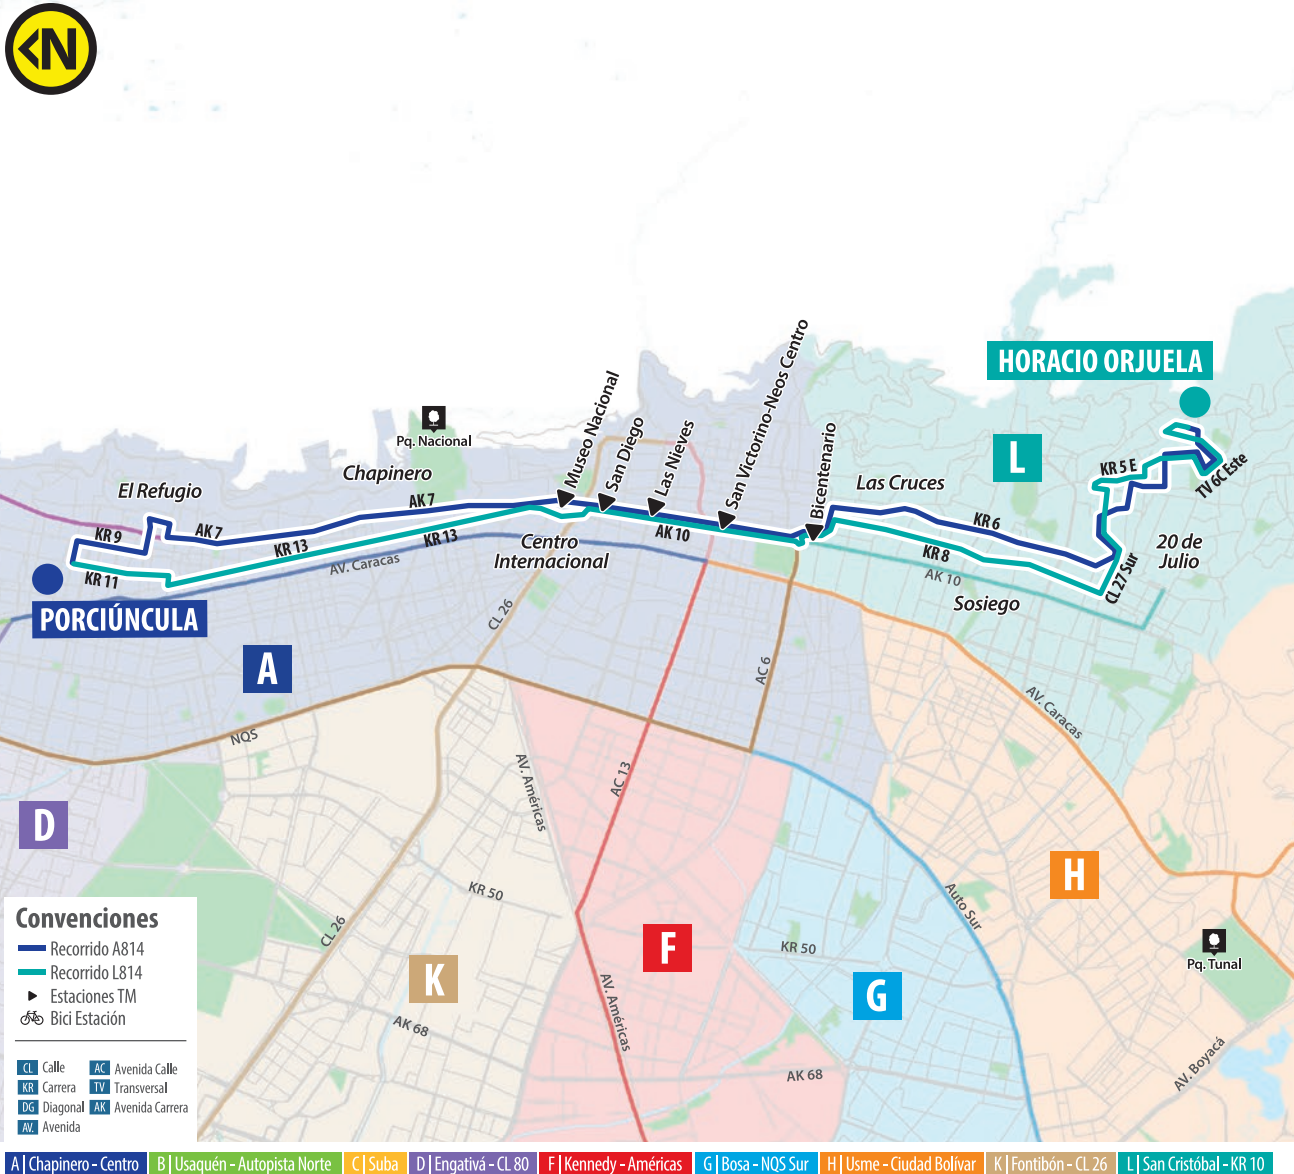 N
HORACIO ORJUELA
L
Museo Nacional
San Diego
Las Nieves
San Victorino-Neos Centro
Bicentenario
Pq. Nacional
Chapinero
El Refugio
Las Cruces
KR 5 E
TV 6C Este
AK 7
AK 7
KR 9
KR 13
KR 13
AK 10
KR 6
KR 8
KR 11
AV. Caracas
Centro
Internacional
AK 10
CL 27 Sur
20 de
Julio
Sosiego
PORCIÚNCULA
CL 26
A
AC 6
NQS
AV. Caracas
AV. Américas
AC 13
D
H
KR 50
Auto Sur
CL 26
F
KR 50
Pq. Tunal
K
G
AK 68
AV. Américas
AK 68
AV. Boyacá
Convenciones
Recorrido A814
Recorrido L814
Estaciones TM
Bici Estación
CL Calle
AC Avenida Calle
KR Carrera
TV Transversal
DG Diagonal
AK Avenida Carrera
AV. Avenida
A | Chapinero - Centro
B | Usaquén - Autopista Norte
C | Suba
D | Engativá - CL 80
F | Kennedy - Américas
G | Bosa - NQS Sur
H | Usme - Ciudad Bolívar
K | Fontibón - CL 26
L | San Cristóbal - KR 10